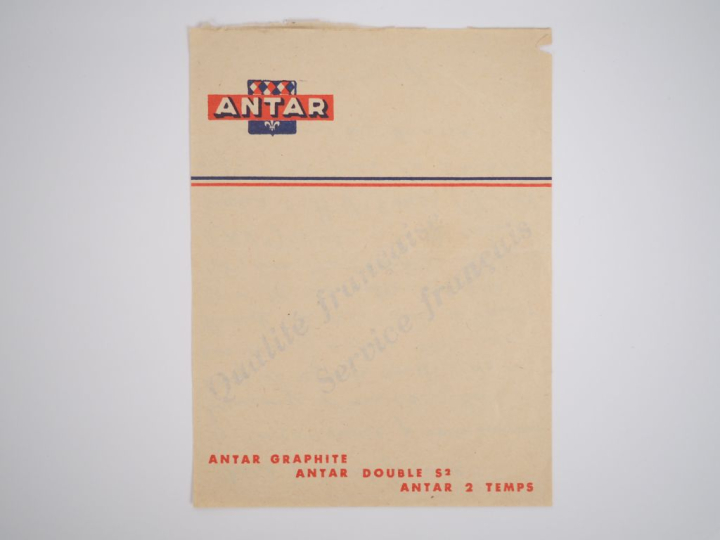 ANTAR
Qualité française
Service français
ANTAR GRAPHITE
ANTAR DOUBLE S²
ANTAR 2 TEMPS